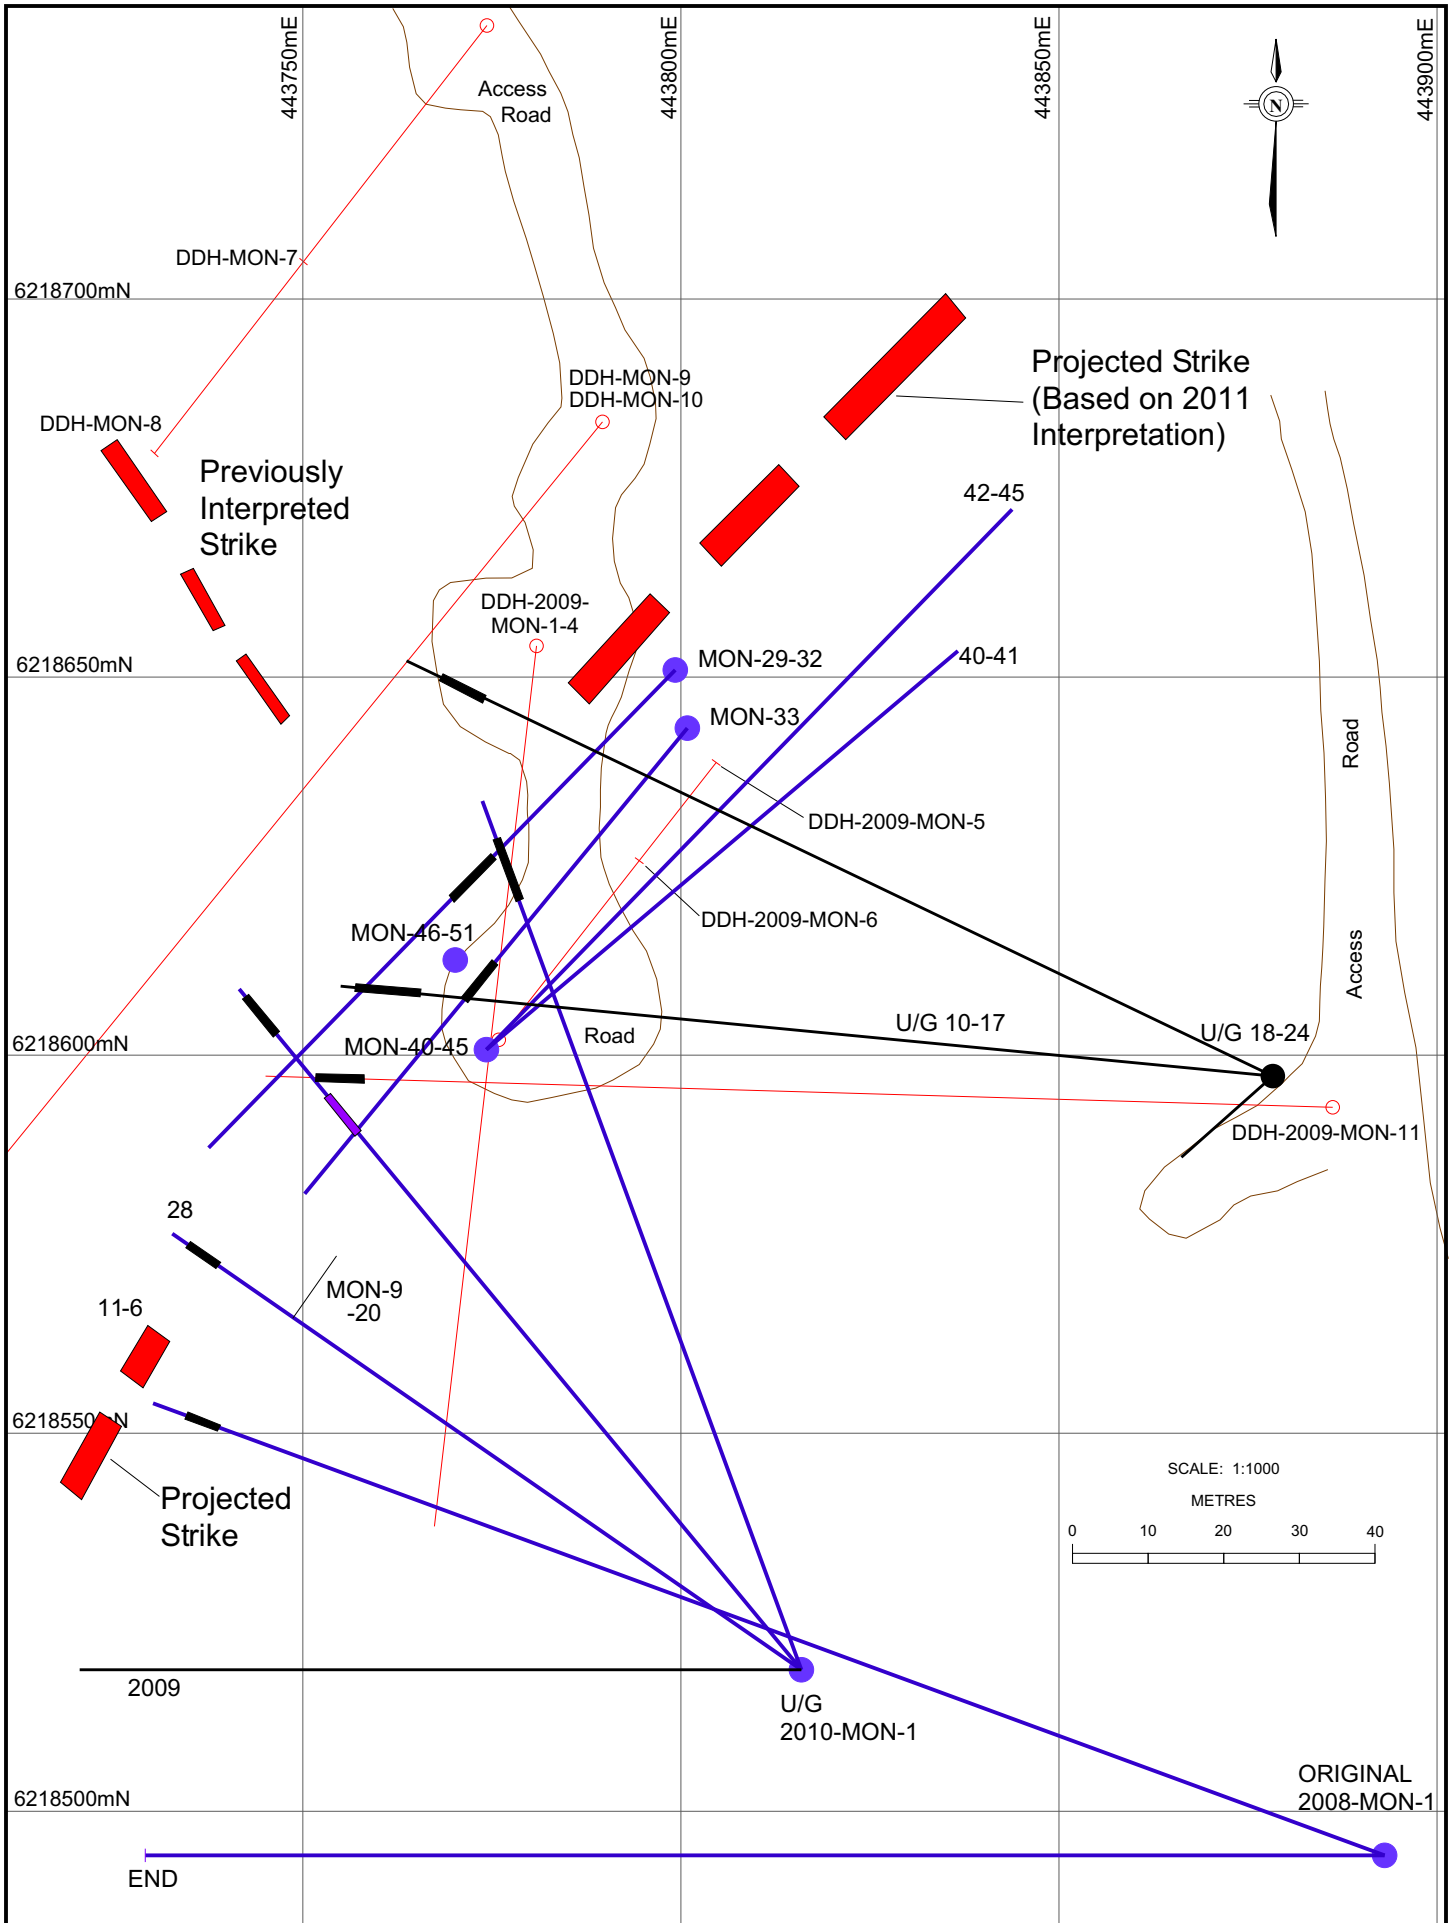 443750mE
443800mE
443850mE
443900mE
Access
Road
N
DDH-MON-7
6218700mN
Projected Strike
(Based on 2011
Interpretation)
DDH-MON-9
DDH-MON-10
DDH-MON-8
Previously
Interpreted
Strike
42-45
DDH-2009-
MON-1-4
6218650mN
MON-29-32
40-41
MON-33
Road
DDH-2009-MON-5
DDH-2009-MON-6
MON-46-51
Access
U/G 10-17
U/G 18-24
6218600mN
MON-40-45
Road
DDH-2009-MON-11
28
MON-9
-20
11-6
6218550mN
Projected
Strike
SCALE: 1:1000
METRES
0 10 20 30 40
2009
U/G
2010-MON-1
ORIGINAL
2008-MON-1
6218500mN
END